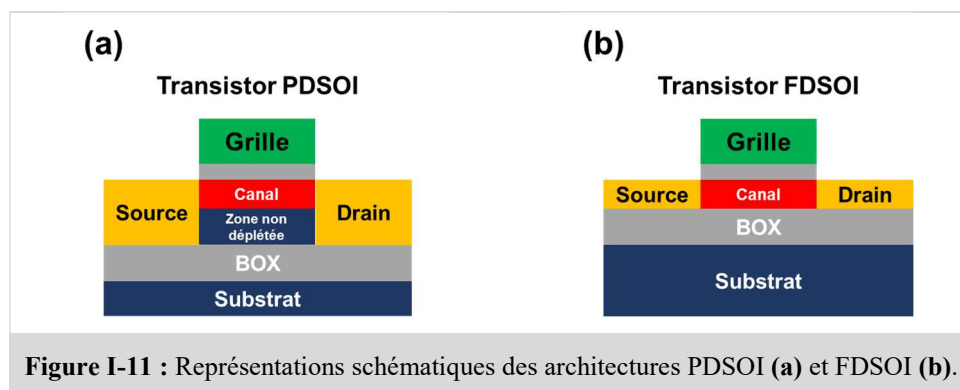 (a)
Transistor PDSOI
Grille
Canal
Source
Zone non
déplétée
Drain
BOX
Substrat
(b)
Transistor FDSOI
Grille
Source
Canal
Drain
BOX
Substrat
Figure I-11 : Représentations schématiques des architectures PDSOI (a) et FDSOI (b).